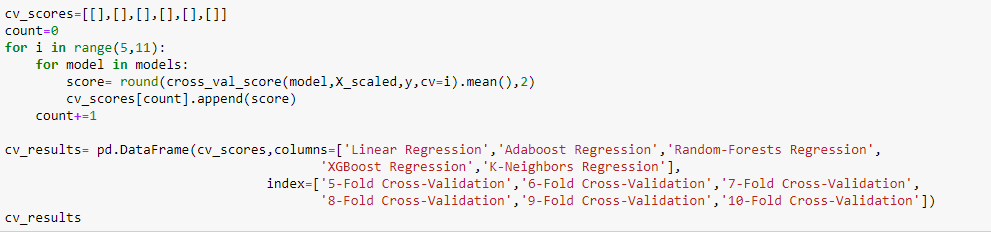 cv_scores=[[],[],[],[],[],[]]
count=0
for i in range(5,11):
    for model in models:
        score= round(cross_val_score(model,X_scaled,y,cv=i).mean(),2)
        cv_scores[count].append(score)
    count+=1

cv_results= pd.DataFrame(cv_scores,columns=['Linear Regression','Adaboost Regression','Random-Forests Regression',
                                          'XGBoost Regression','K-Neighbors Regression'],
                                   index=['5-Fold Cross-Validation','6-Fold Cross-Validation','7-Fold Cross-Validation',
                                          '8-Fold Cross-Validation','9-Fold Cross-Validation','10-Fold Cross-Validation'])
cv_results